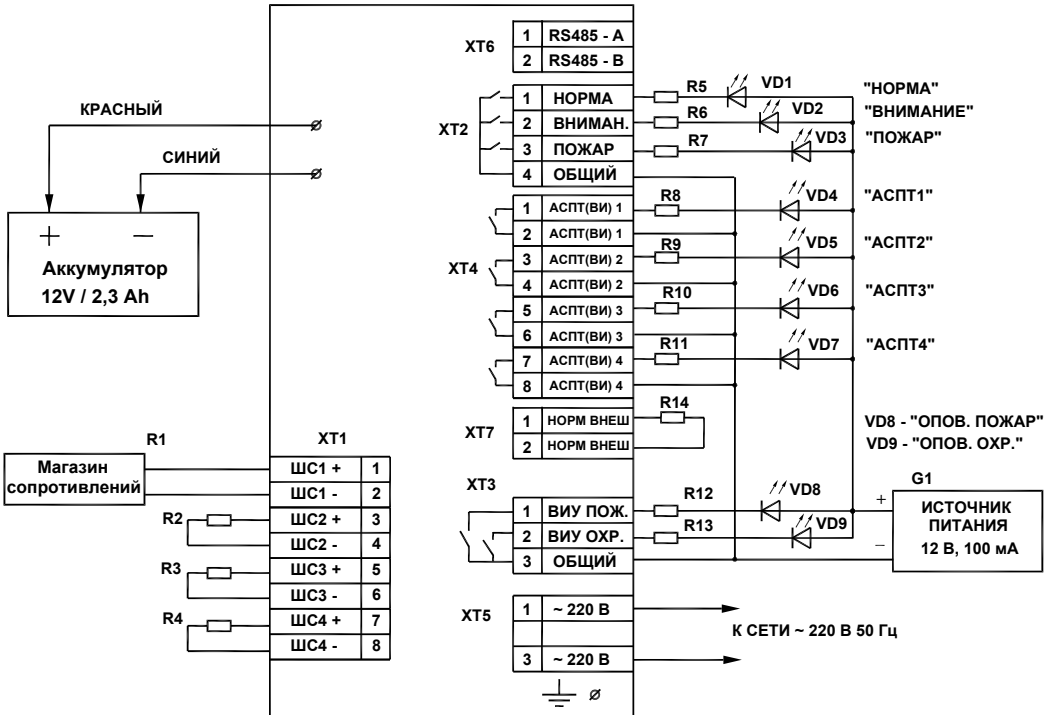 КРАСНЫЙ
СИНИЙ
+ −
Аккумулятор
12V / 2,3 Ah
R1
Магазин
сопротивлений
R2
R3
R4
XT1
ШС1 + 1
ШС1 - 2
ШС2 + 3
ШС2 - 4
ШС3 + 5
ШС3 - 6
ШС4 + 7
ШС4 - 8
XT6
1 RS485 - A
2 RS485 - B
XT2
1 НОРМА R5 VD1 "НОРМА"
2 ВНИМАН. R6 VD2 "ВНИМАНИЕ"
3 ПОЖАР R7 VD3 "ПОЖАР"
4 ОБЩИЙ
XT4
1 АСПТ(ВИ) 1 R8 VD4 "АСПТ1"
2 АСПТ(ВИ) 1
3 АСПТ(ВИ) 2 R9 VD5 "АСПТ2"
4 АСПТ(ВИ) 2
5 АСПТ(ВИ) 3 R10 VD6 "АСПТ3"
6 АСПТ(ВИ) 3
7 АСПТ(ВИ) 4 R11 VD7 "АСПТ4"
8 АСПТ(ВИ) 4
XT7
1 НОРМ ВНЕШ R14
2 НОРМ ВНЕШ
VD8 - "ОПОВ. ПОЖАР"
VD9 - "ОПОВ. ОХР."
XT3
1 ВИУ ПОЖ. R12 VD8
2 ВИУ ОХР. R13 VD9
3 ОБЩИЙ
G1
+
−
ИСТОЧНИК
ПИТАНИЯ
12 В, 100 мА
XT5
1 ~ 220 В
3 ~ 220 В
К СЕТИ ~ 220 В 50 Гц